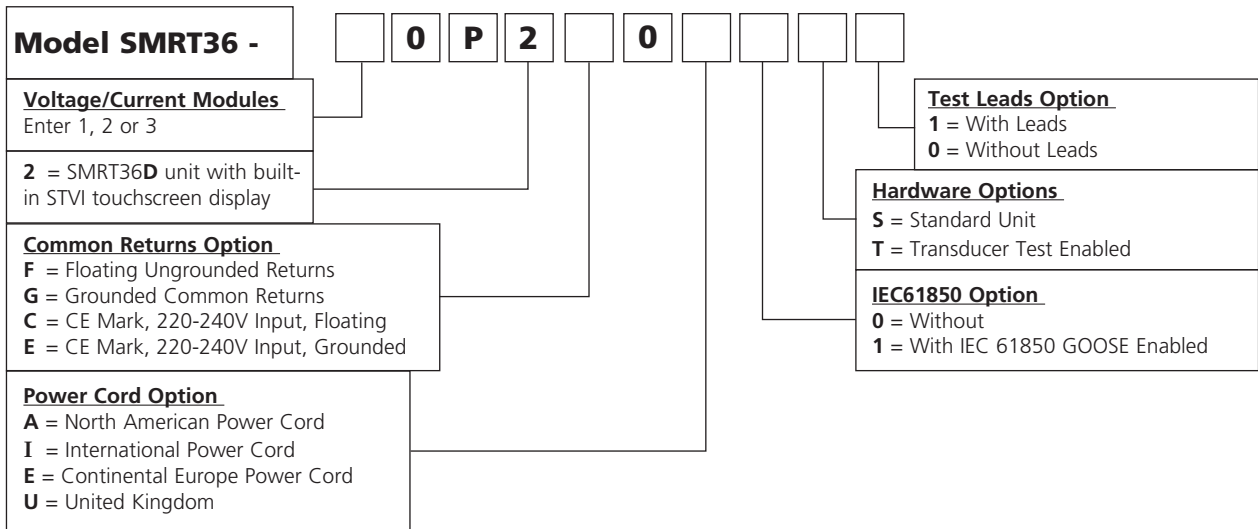 Model SMRT36 - 0 P 2 0
Voltage/Current Modules
Enter 1, 2 or 3
2 = SMRT36D unit with built-
in STVI touchscreen display
Common Returns Option
F = Floating Ungrounded Returns
G = Grounded Common Returns
C = CE Mark, 220-240V Input, Floating
E = CE Mark, 220-240V Input, Grounded
Power Cord Option
A = North American Power Cord
I = International Power Cord
E = Continental Europe Power Cord
U = United Kingdom
Test Leads Option
1 = With Leads
0 = Without Leads
Hardware Options
S = Standard Unit
T = Transducer Test Enabled
IEC61850 Option
0 = Without
1 = With IEC 61850 GOOSE Enabled